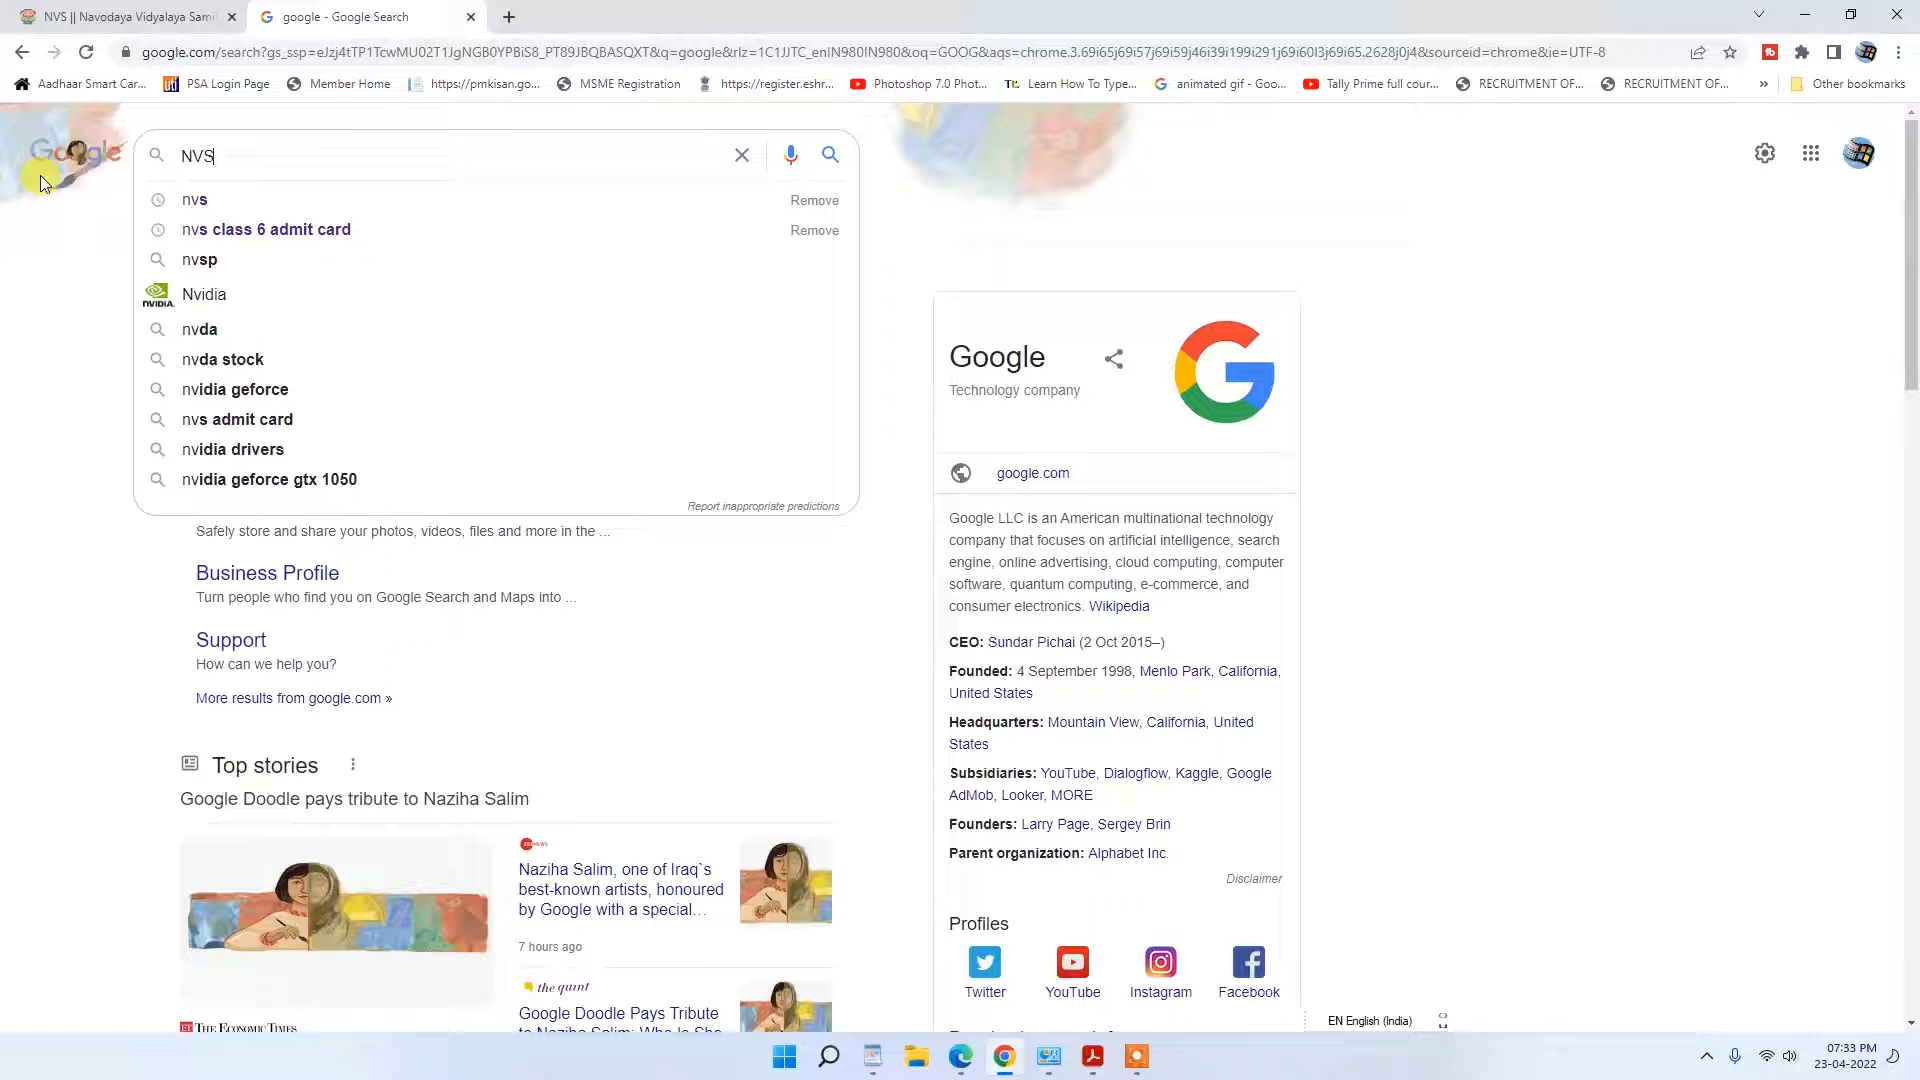 NVS || Navodaya Vidyalaya Sami
google - Google Search
google.com/search?gs_ssp=eJzj4tTP1TcwMU02T1JgNGB0YPBiS8_PT89JBQBASQXT&q=google&rlz=1C1JJTC_enIN980IN980&oq=GOOG&aqs=chrome.3.69i65j69i57j69i59j46i39i199i291j69i60l3j69i65.2628j0j4&sourceid=chrome&ie=UTF-8
Aadhaar Smart Car...
PSA Login Page
Member Home
https://pmkisan.go...
MSME Registration
https://register.eshr...
Photoshop 7.0 Phot...
Learn How To Type...
animated gif - Goo...
Tally Prime full cour...
RECRUITMENT OF...
RECRUITMENT OF...
»
Other bookmarks
Google
NVS
nvs
Remove
nvs class 6 admit card
Remove
nvsp
NVIDIA.
Nvidia
nvda
nvda stock
nvidia geforce
nvs admit card
nvidia drivers
nvidia geforce gtx 1050
Report inappropriate predictions
Safely store and share your photos, videos, files and more in the ...
Business Profile
Turn people who find you on Google Search and Maps into ...
Support
How can we help you?
More results from google.com »
Top stories
Google Doodle pays tribute to Naziha Salim
NEWS
Naziha Salim, one of Iraq`s
best-known artists, honoured
by Google with a special...
7 hours ago
the quint
Google Doodle Pays Tribute
to Naziha Salim: Who Is She
ET THE ECONOMIC TIMES
Google
Technology company
google.com
Google LLC is an American multinational technology
company that focuses on artificial intelligence, search
engine, online advertising, cloud computing, computer
software, quantum computing, e-commerce, and
consumer electronics. Wikipedia
CEO: Sundar Pichai (2 Oct 2015–)
Founded: 4 September 1998, Menlo Park, California,
United States
Headquarters: Mountain View, California, United
States
Subsidiaries: YouTube, Dialogflow, Kaggle, Google
AdMob, Looker, MORE
Founders: Larry Page, Sergey Brin
Parent organization: Alphabet Inc.
Disclaimer
Profiles
Twitter
YouTube
Instagram
Facebook
EN English (India)
07:33 PM
23-04-2022